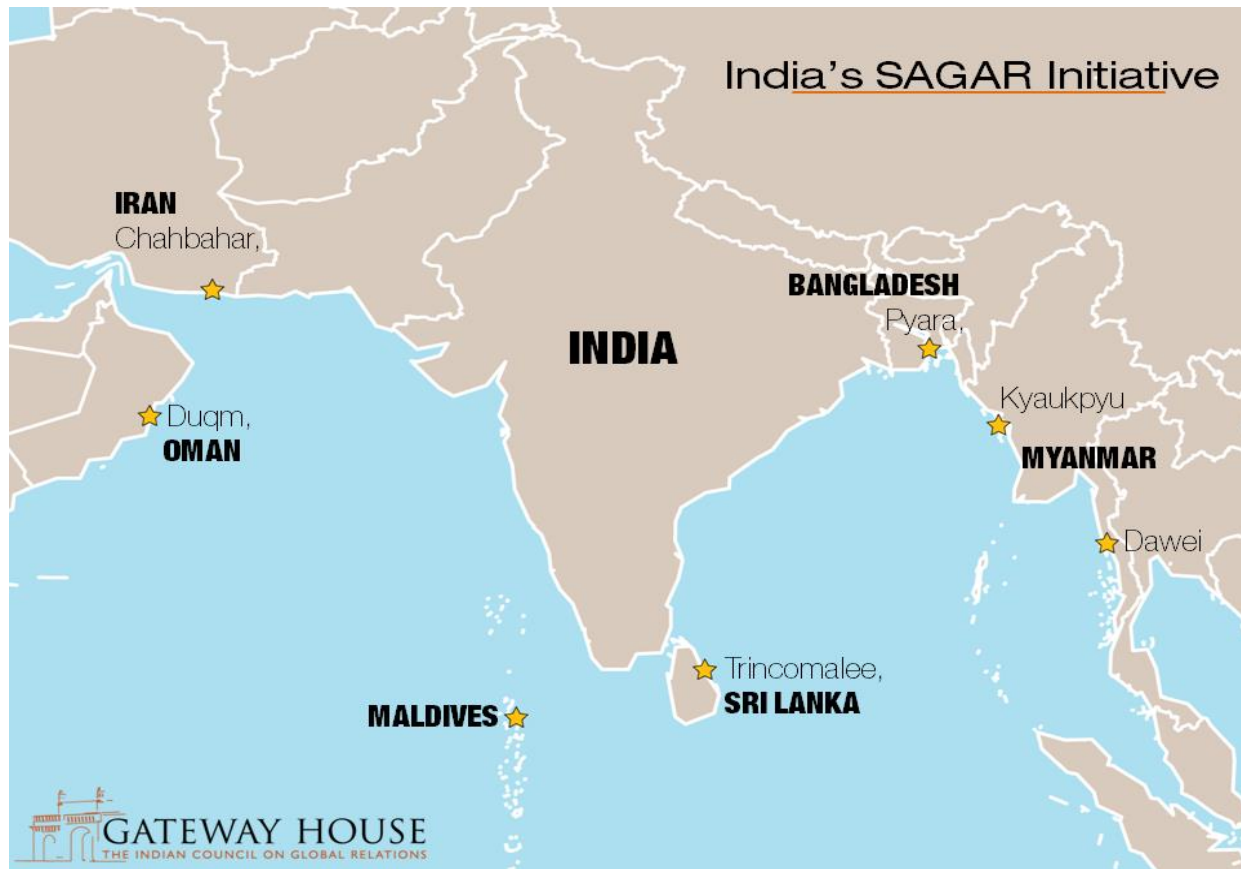 India's SAGAR Initiative
IRAN
Chahbahar,
BANGLADESH
Pyara,
INDIA
Kyaukpyu
Duqm,
OMAN
MYANMAR
Dawei
Trincomalee,
SRI LANKA
MALDIVES
GATEWAY HOUSE
THE INDIAN COUNCIL ON GLOBAL RELATIONS